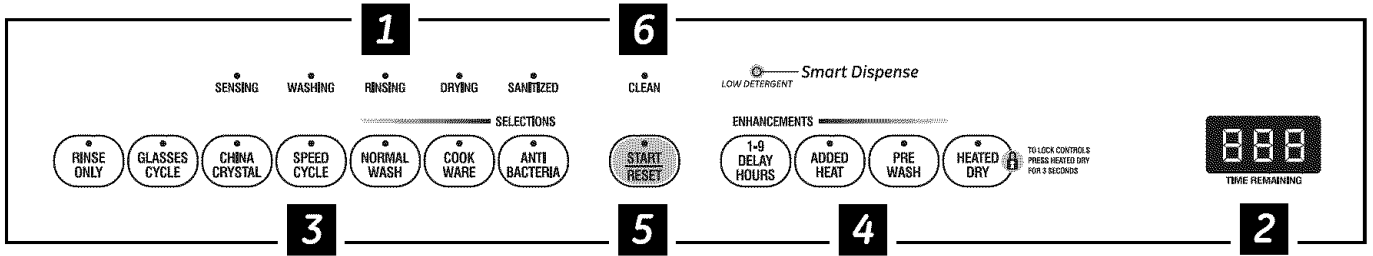 1
6
SENSING WASHING RINSING DRYING SANITIZED CLEAN
LOW DETERGENT Smart Dispense
SELECTIONS
ENHANCEMENTS
RINSE
ONLY
GLASSES
CYCLE
CHINA
CRYSTAL
SPEED
CYCLE
NORMAL
WASH
COOK
WARE
ANTI
BACTERIA
START
RESET
1-9
DELAY
HOURS
ADDED
HEAT
PRE
WASH
HEATED
DRY
TO LOCK CONTROLS
PRESS HEATED DRY
FOR 3 SECONDS
888
TIME REMAINING
3
5
4
2